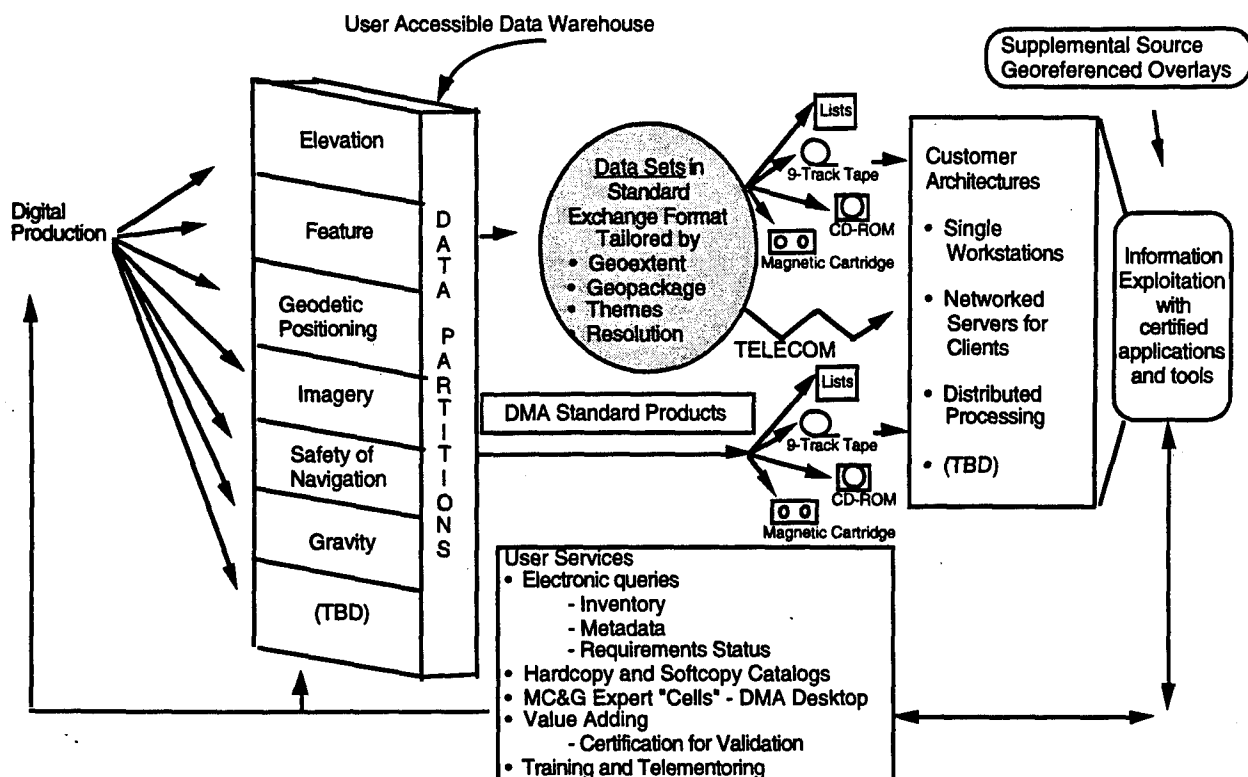 User Accessible Data Warehouse
Supplemental Source
Georeferenced Overlays
Digital
Production
Elevation
Feature
Geodetic
Positioning
Imagery
Safety of
Navigation
Gravity
(TBD)
DATA PARTITIONS
Data Sets in
Standard
Exchange Format
Tailored by
• Geoextent
• Geopackage
• Themes
• Resolution
Lists
9-Track Tape
CD-ROM
Magnetic Cartridge
TELECOM
DMA Standard Products
Lists
9-Track Tape
CD-ROM
Magnetic Cartridge
Customer
Architectures
• Single
Workstations
• Networked
Servers for
Clients
• Distributed
Processing
• (TBD)
Information
Exploitation
with
certified
applications
and tools
User Services
• Electronic queries
- Inventory
- Metadata
- Requirements Status
• Hardcopy and Softcopy Catalogs
• MC&G Expert "Cells" - DMA Desktop
• Value Adding
- Certification for Validation
• Training and Telementoring